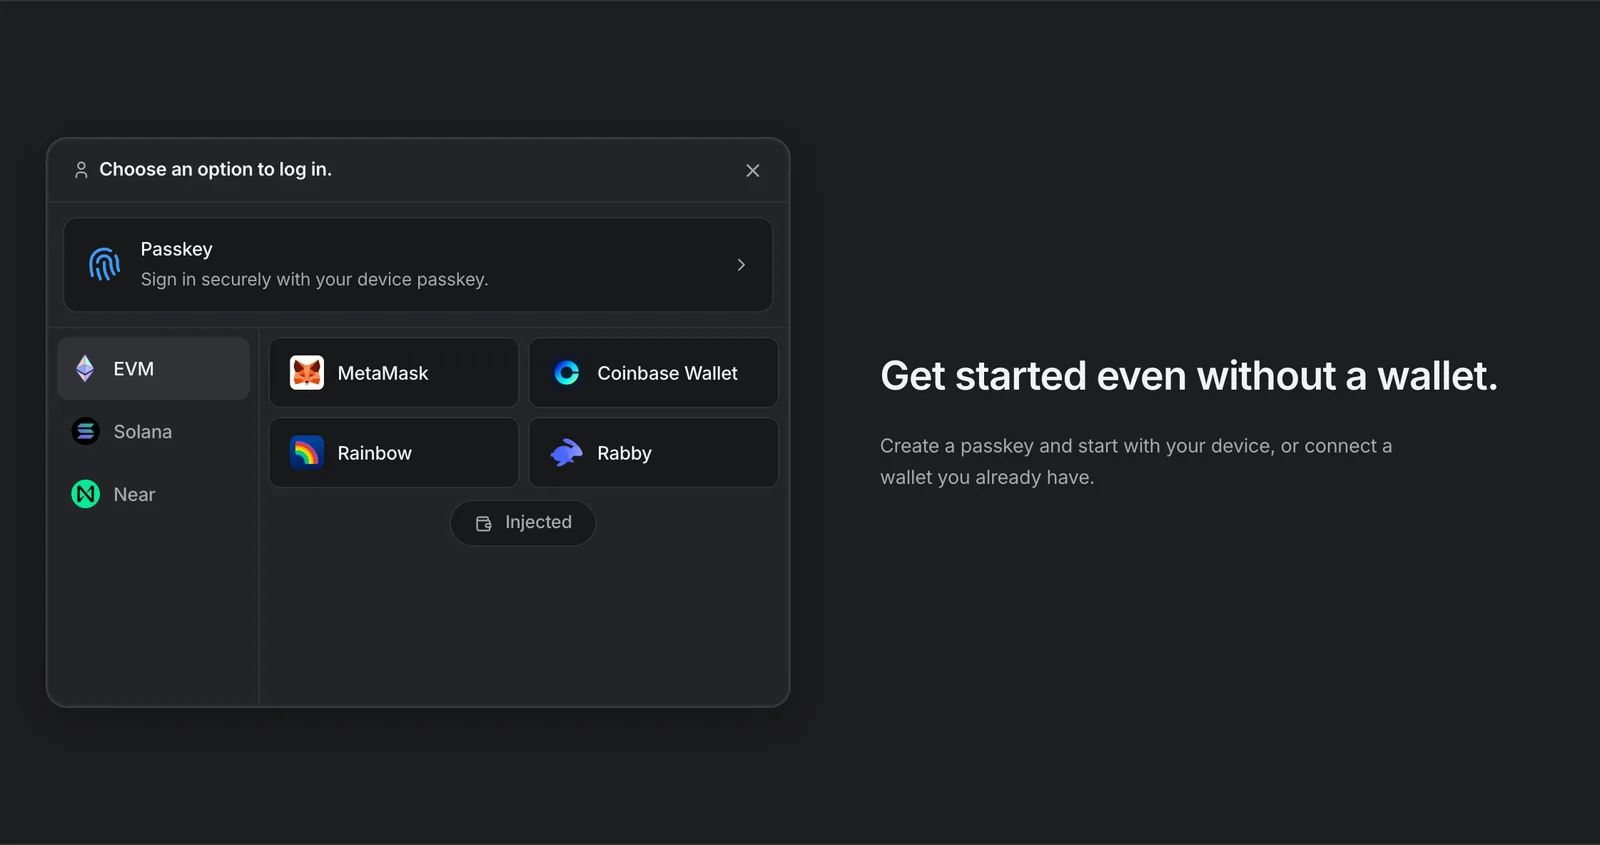 Choose an option to log in.
Passkey
Sign in securely with your device passkey.
EVM
Solana
Near
MetaMask
Coinbase Wallet
Rainbow
Rabby
Injected
Get started even without a wallet.
Create a passkey and start with your device, or connect a
wallet you already have.